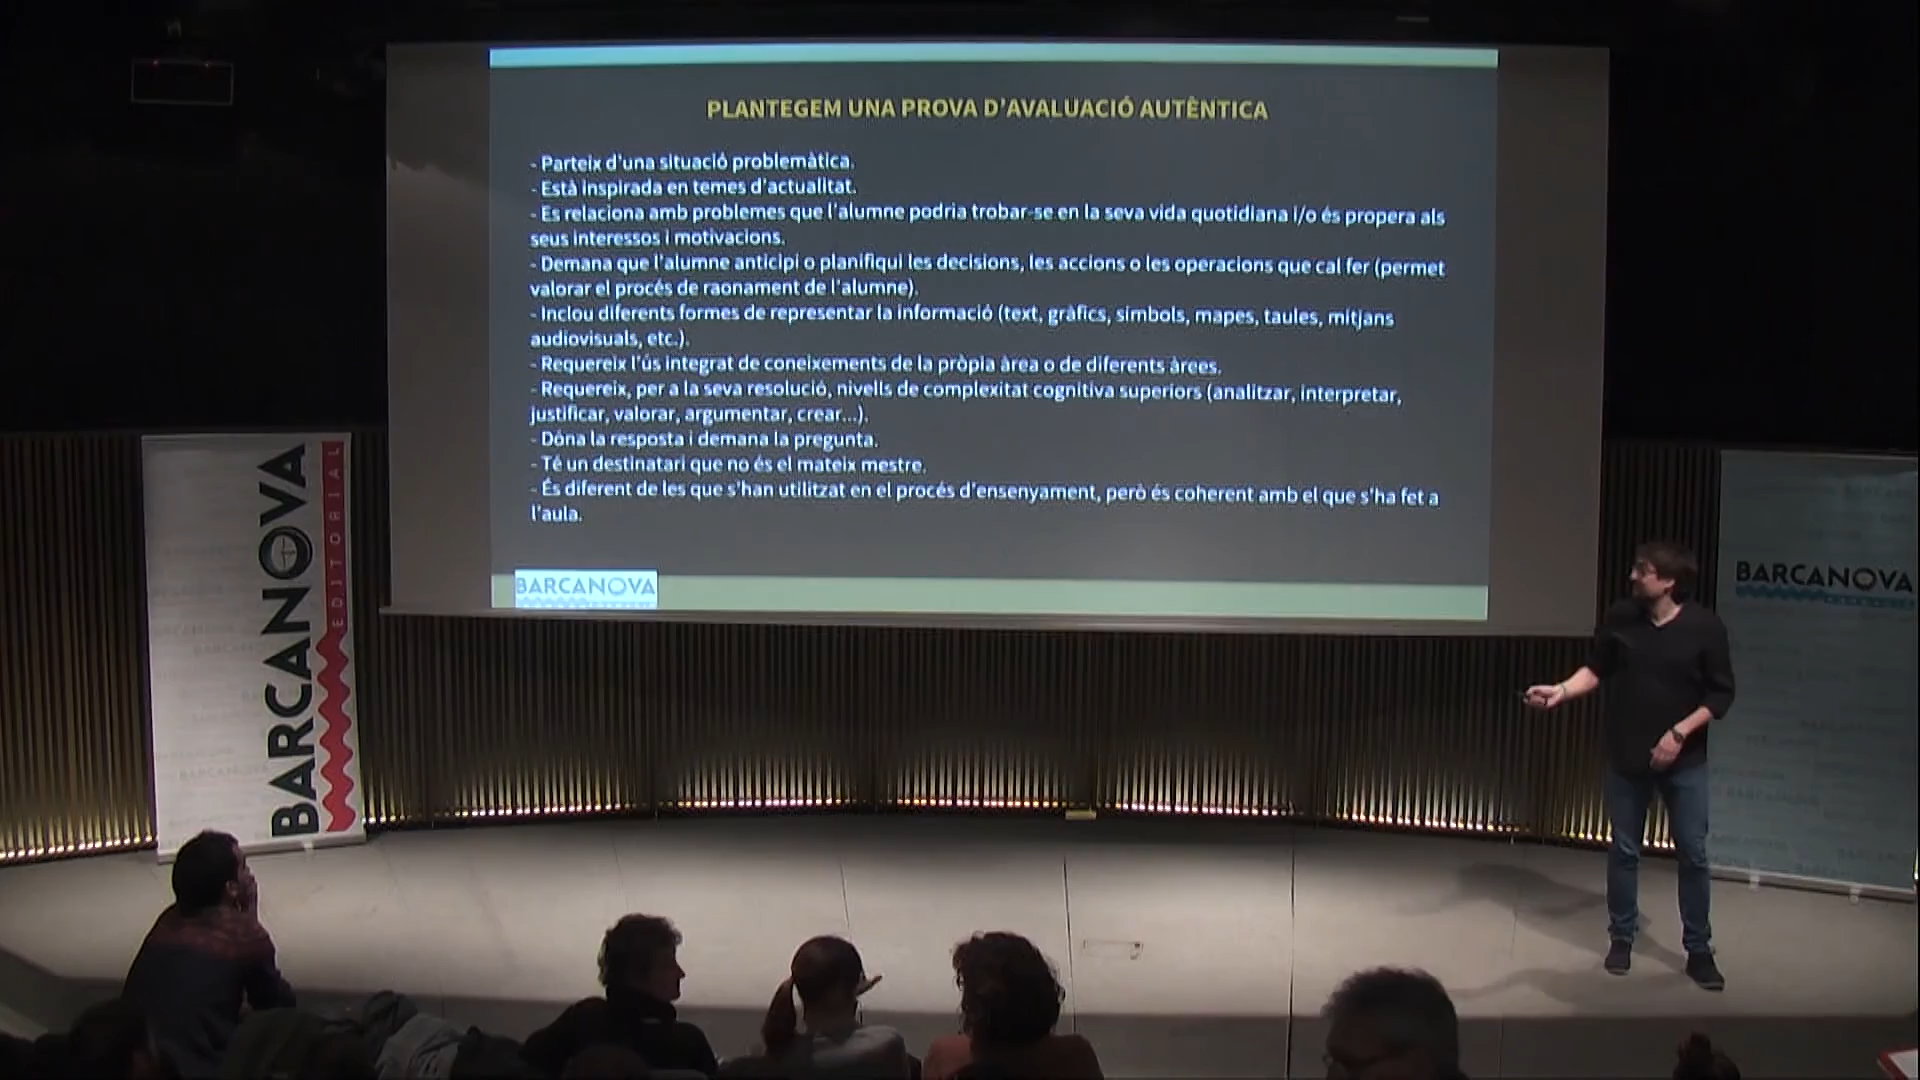 PLANTEGEM UNA PROVA D'AVALUACIÓ AUTÈNTICA
- Parteix d'una situació problemàtica.
- Està inspirada en temes d'actualitat.
- Es relaciona amb problemes que l'alumne podria trobar-se en la seva vida quotidiana i/o és propera als
seus interessos i motivacions.
- Demana que l'alumne anticipi o planifiqui les decisions, les accions o les operacions que cal fer (permet
valorar el procés de raonament de l'alumne).
- Inclou diferents formes de representar la informació (text, gràfics, símbols, mapes, taules, mitjans
audiovisuals, etc.).
- Requereix l'ús integrat de coneixements de la pròpia àrea o de diferents àrees.
- Requereix, per a la seva resolució, nivells de complexitat cognitiva superiors (analitzar, interpretar,
justificar, valorar, argumentar, crear...).
- Dóna la resposta i demana la pregunta.
- Té un destinatari que no és el mateix mestre.
- És diferent de les que s'han utilitzat en el procés d'ensenyament, però és coherent amb el que s'ha fet a
l'aula.
BARCANOVA
BARCANOVA
EDITORIAL
BARCANOVA